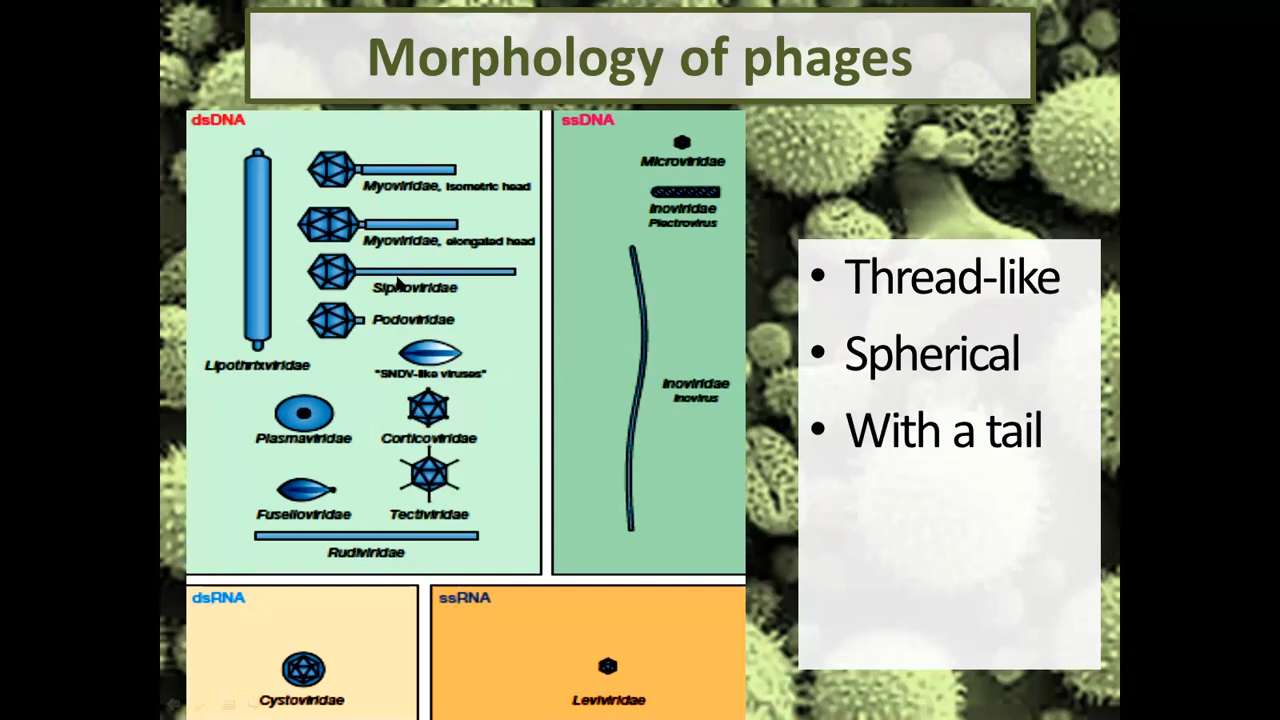 Morphology of phages
dsDNA
Myoviridae, isometric head
Myoviridae, elongated head
Siphoviridae
Podoviridae
Lipothrixviridae
"SNDV-like viruses"
Plasmaviridae
Corticoviridae
Fuselloviridae
Tectiviridae
Rudiviridae
ssDNA
Microviridae
Inoviridae
Plectrovirus
Inoviridae
Inovirus
dsRNA
Cystoviridae
ssRNA
Leviviridae
• Thread-like
• Spherical
• With a tail